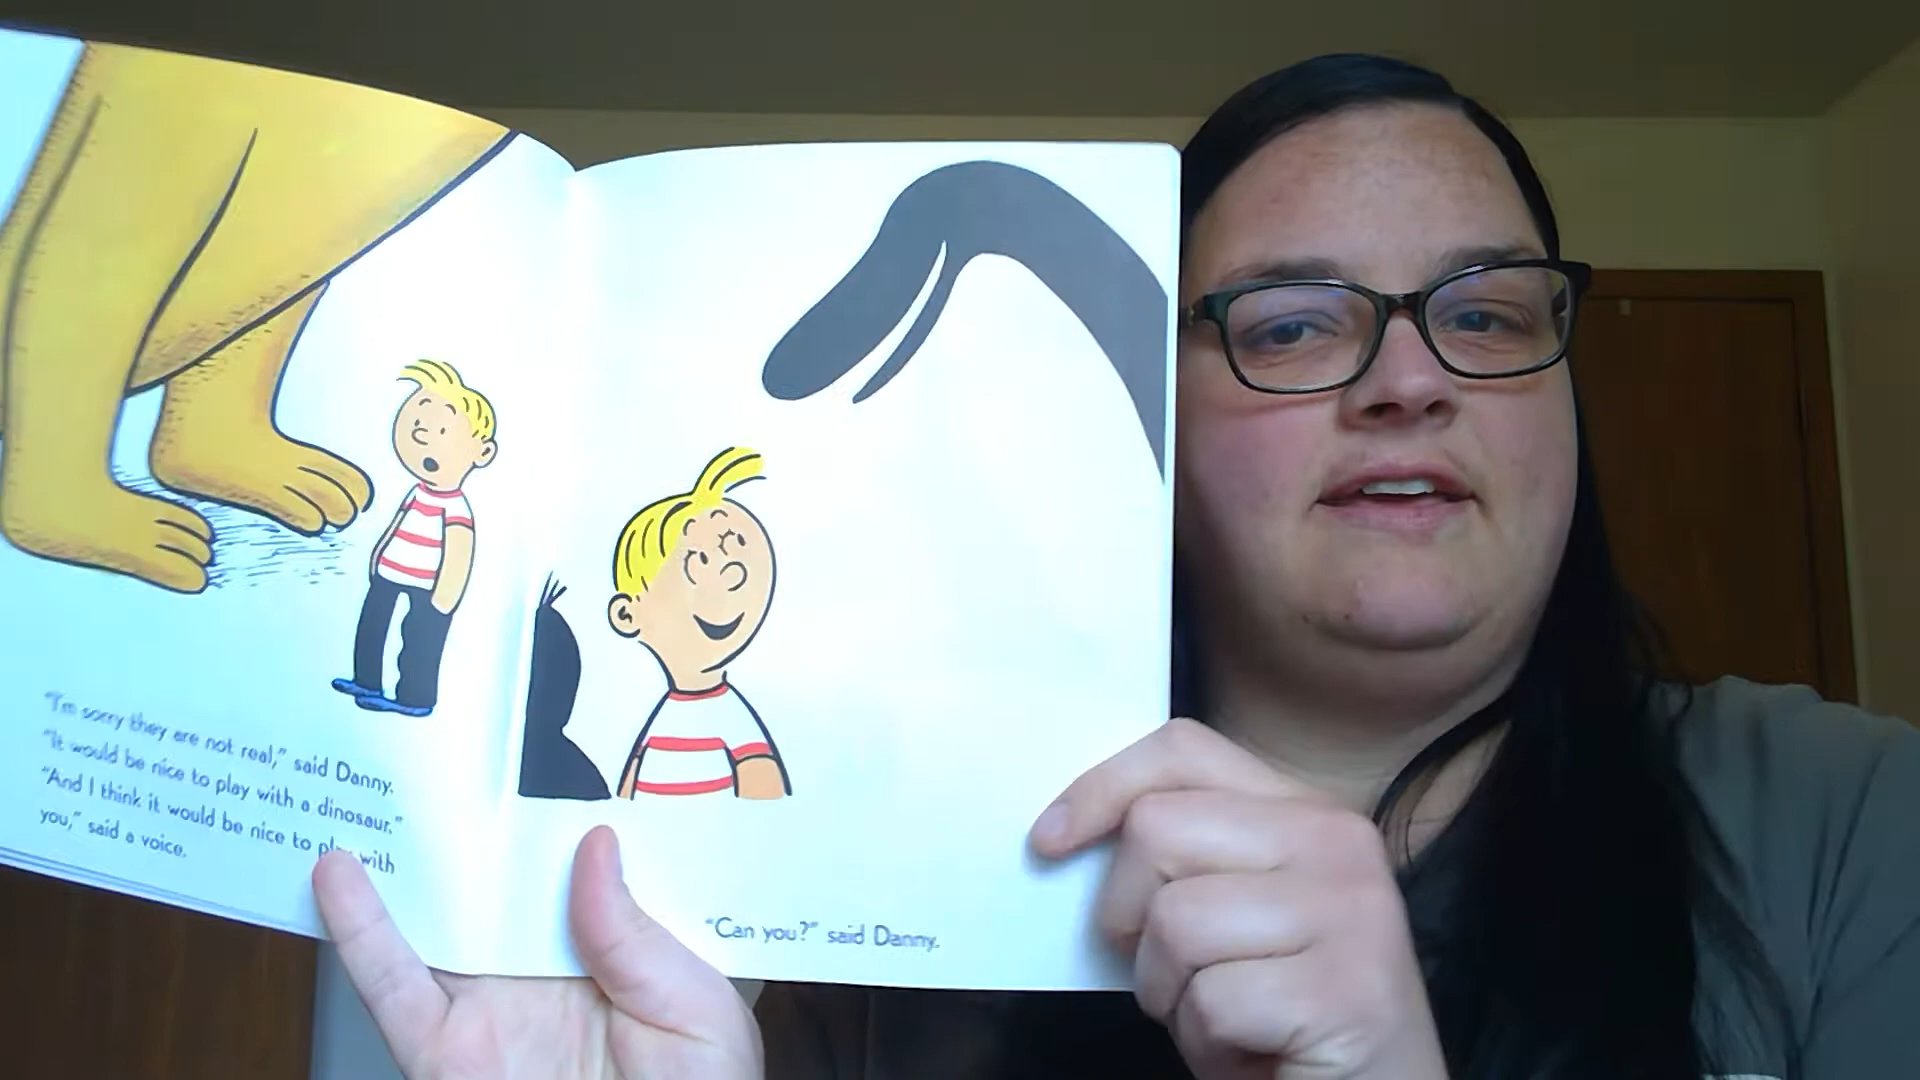 "I'm sorry they are not real," said Danny.
"It would be nice to play with a dinosaur."
"And I think it would be nice to play with
you," said a voice.
"Can you?" said Danny.